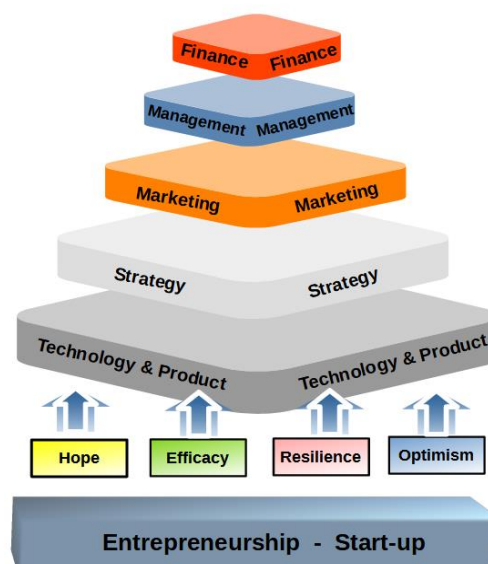 Finance Finance
Management Management
Marketing Marketing
Strategy Strategy
Technology & Product Technology & Product
Hope Efficacy Resilience Optimism
Entrepreneurship - Start-up